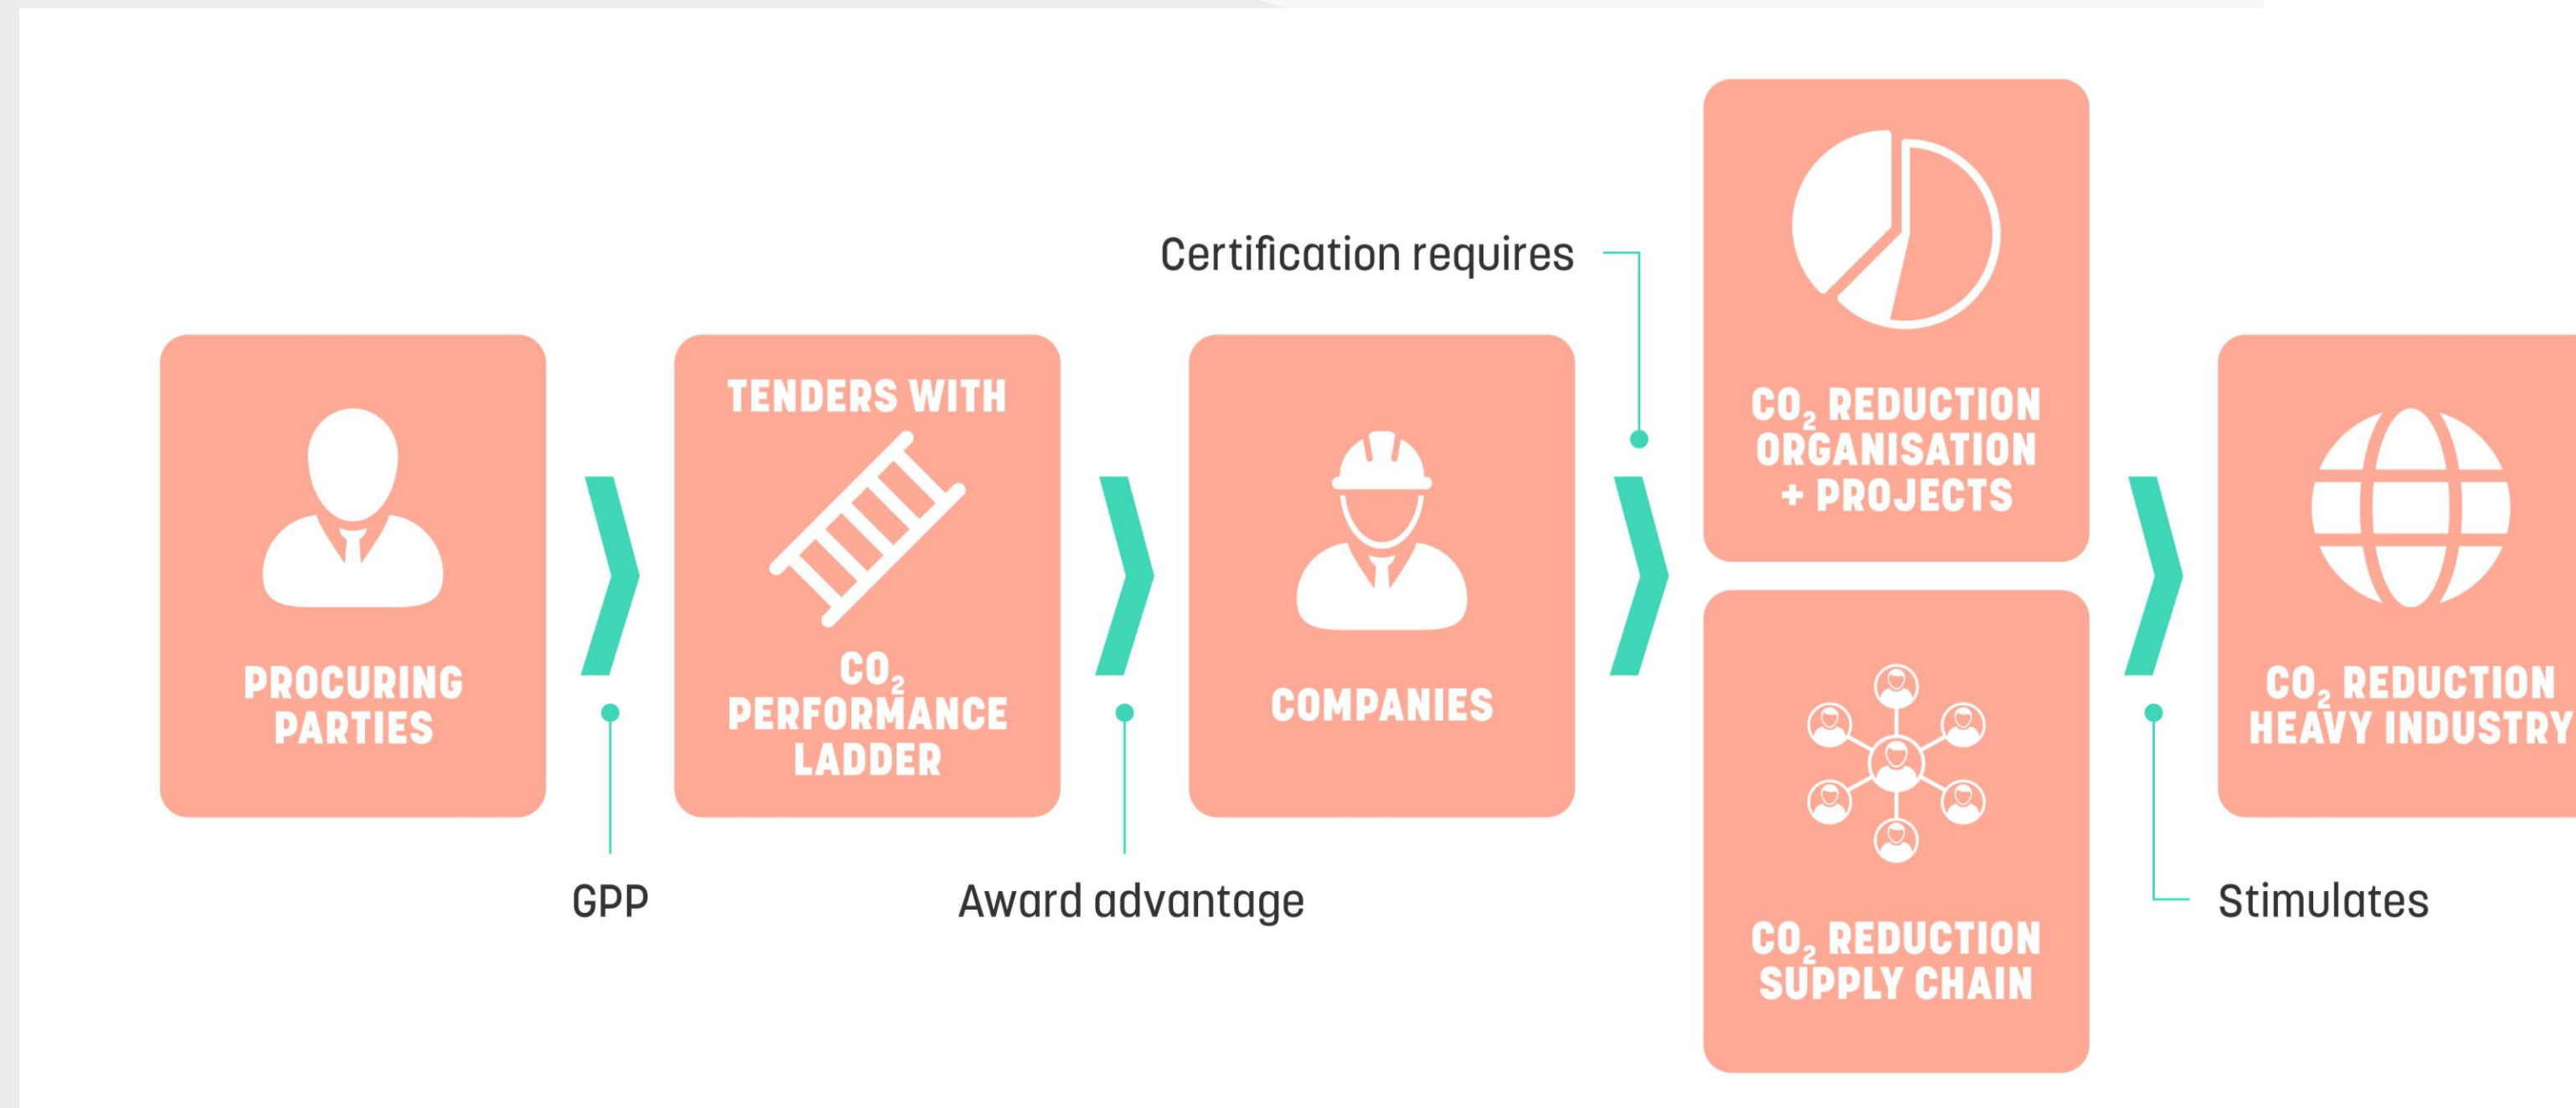 PROCURING
PARTIES
GPP
TENDERS WITH
CO₂
PERFORMANCE
LADDER
Award advantage
COMPANIES
Certification requires
CO₂ REDUCTION
ORGANISATION
+ PROJECTS
CO₂ REDUCTION
SUPPLY CHAIN
Stimulates
CO₂ REDUCTION
HEAVY INDUSTRY